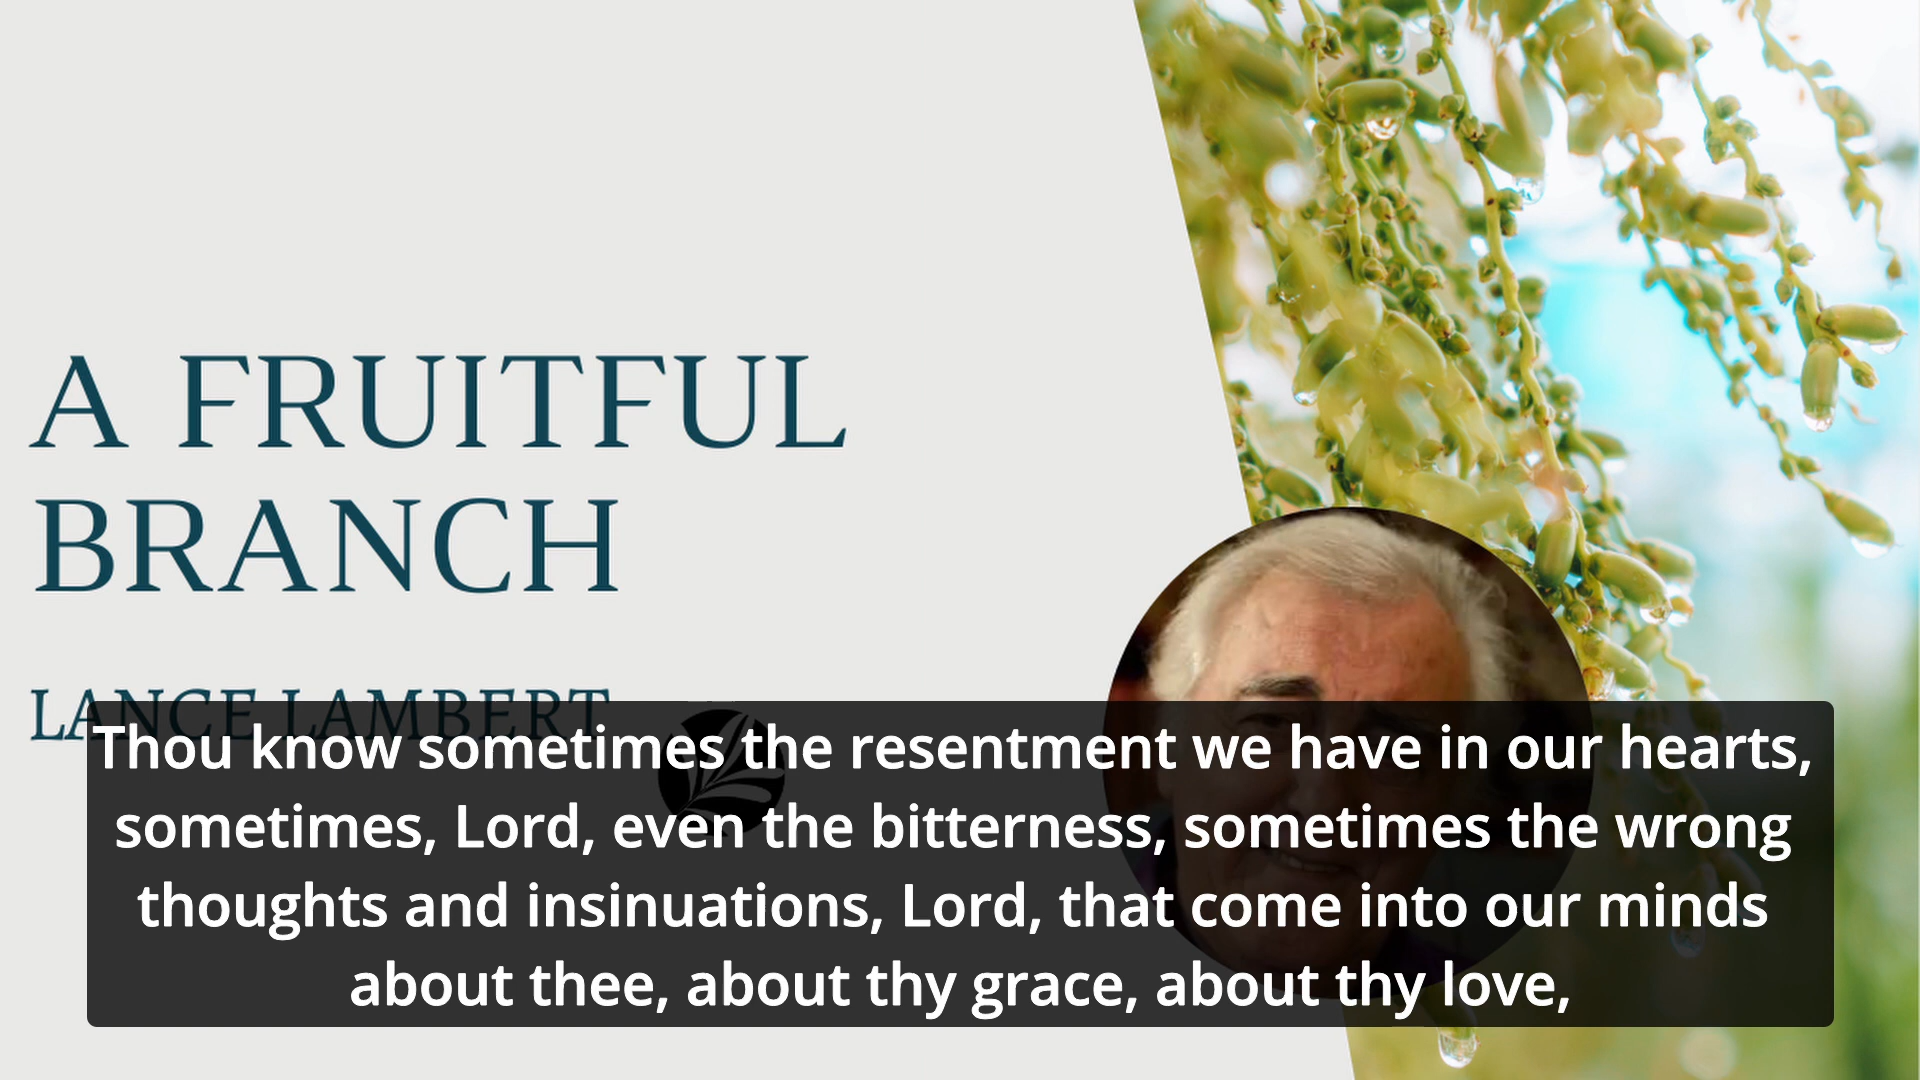 A FRUITFUL
BRANCH
LANCE LAMBERT
Thou know sometimes the resentment we have in our hearts,
sometimes, Lord, even the bitterness, sometimes the wrong
thoughts and insinuations, Lord, that come into our minds
about thee, about thy grace, about thy love,